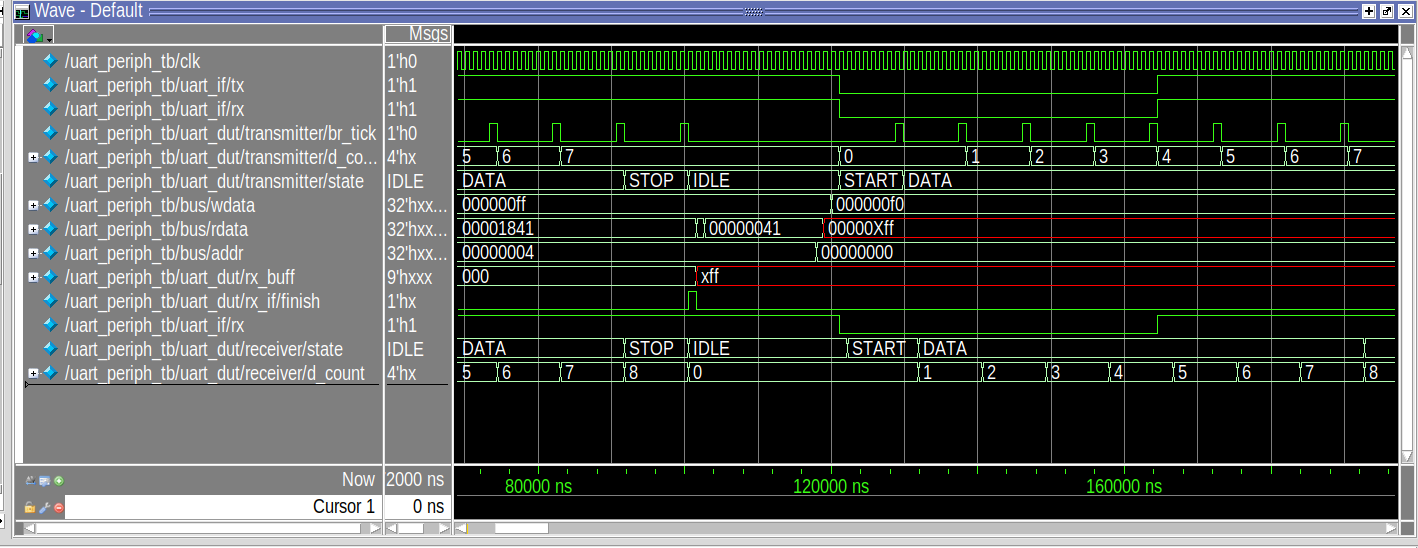 Wave - Default
Msgs
/uart_periph_tb/clk 1'h0
/uart_periph_tb/uart_if/tx 1'h1
/uart_periph_tb/uart_if/rx 1'h1
/uart_periph_tb/uart_dut/transmitter/br_tick 1'h0
/uart_periph_tb/uart_dut/transmitter/d_co... 4'hx 5 6 7 0 1 2 3 4 5 6 7
/uart_periph_tb/uart_dut/transmitter/state IDLE DATA STOP IDLE START DATA
/uart_periph_tb/bus/wdata 32'hxx... 000000ff 000000f0
/uart_periph_tb/bus/rdata 32'hxx... 00001841 00000041 00000Xff
/uart_periph_tb/bus/addr 32'hxx... 00000004 00000000
/uart_periph_tb/uart_dut/rx_buff 9'hxxx 000 xff
/uart_periph_tb/uart_dut/rx_if/finish 1'hx
/uart_periph_tb/uart_if/rx 1'h1
/uart_periph_tb/uart_dut/receiver/state IDLE DATA STOP IDLE START DATA
/uart_periph_tb/uart_dut/receiver/d_count 4'hx 5 6 7 8 0 1 2 3 4 5 6 7 8
Now 2000 ns 80000 ns 120000 ns 160000 ns
Cursor 1 0 ns